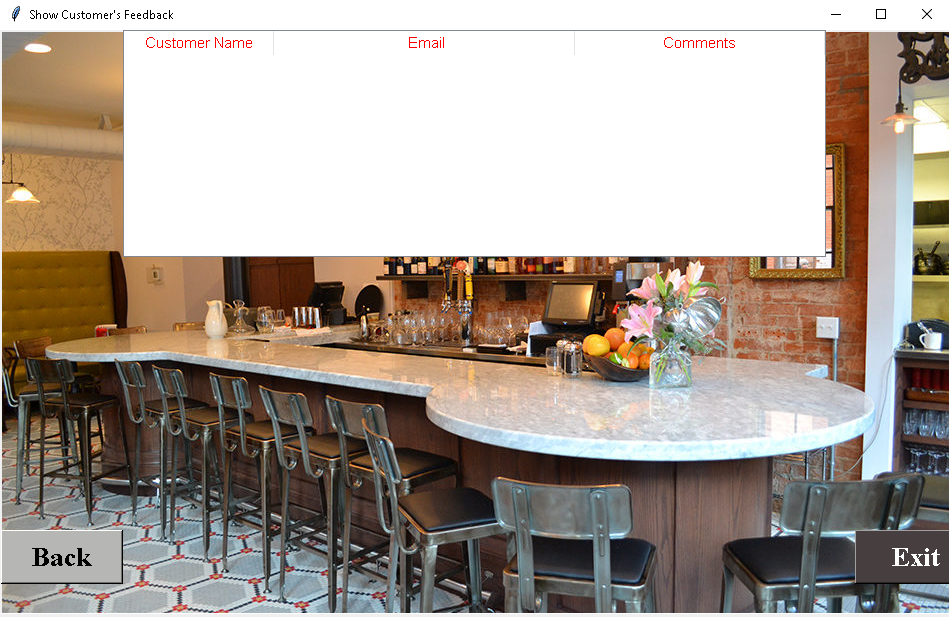 Show Customer's Feedback
Customer Name Email Comments
Back Exit